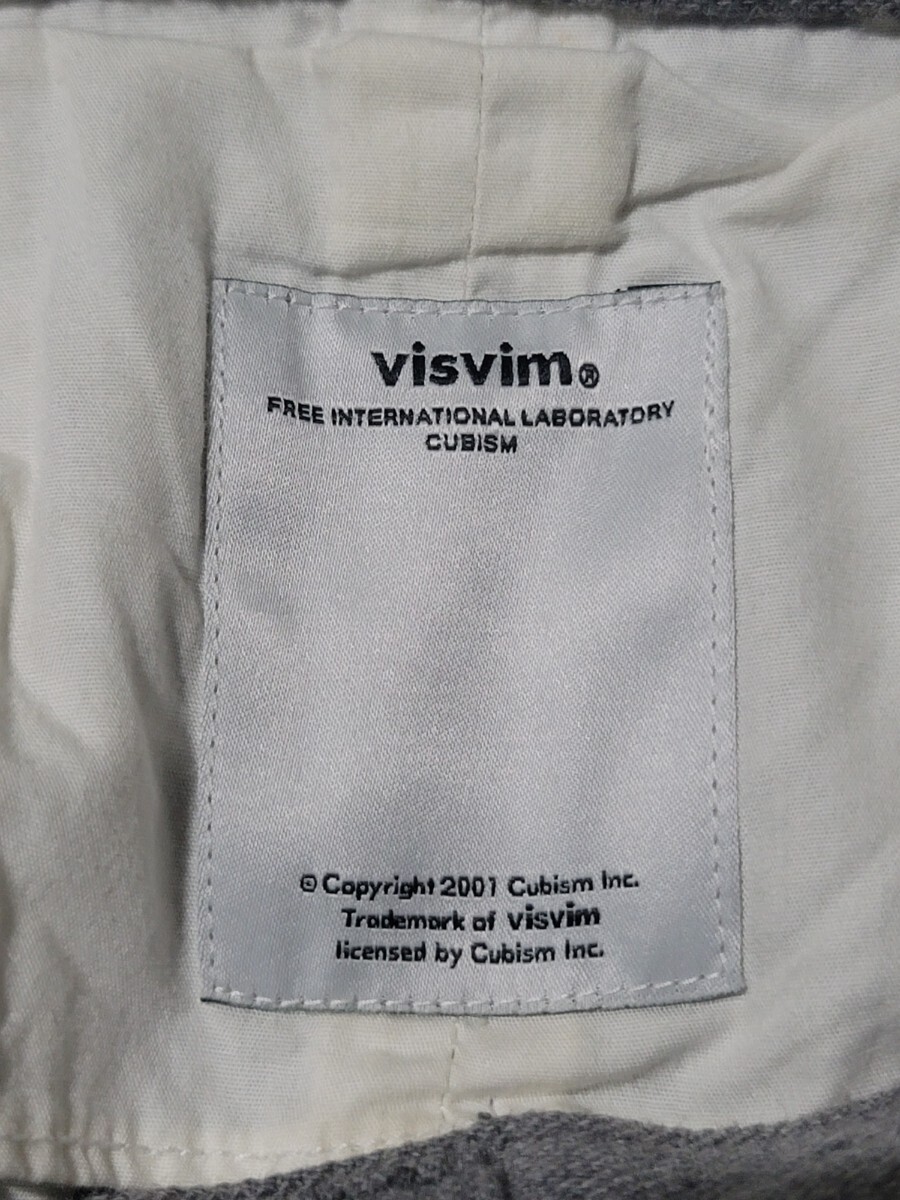 visvim®
FREE INTERNATIONAL LABORATORY
CUBISM
©Copyright 2001 Cubism Inc.
Trademark of visvim
licensed by Cubism Inc.